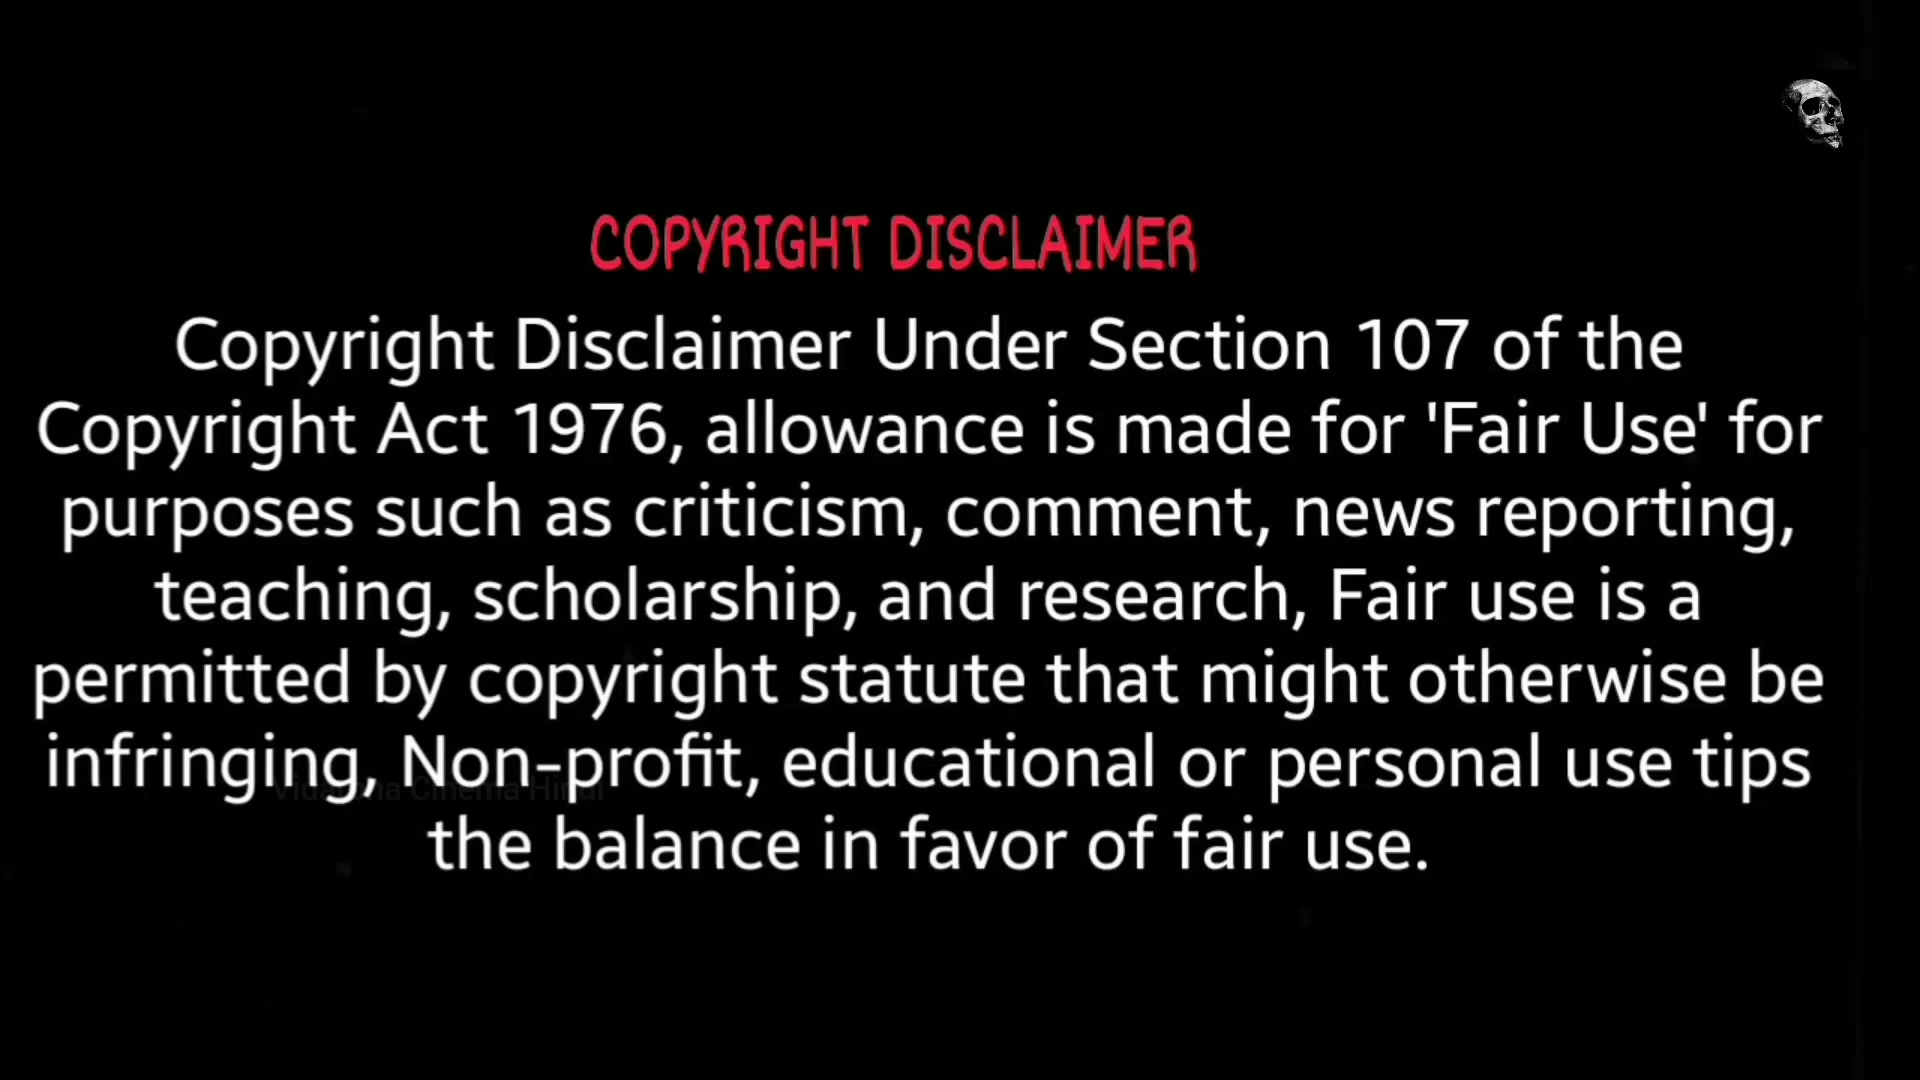 COPYRIGHT DISCLAIMER
Copyright Disclaimer Under Section 107 of the
Copyright Act 1976, allowance is made for 'Fair Use' for
purposes such as criticism, comment, news reporting,
teaching, scholarship, and research, Fair use is a
permitted by copyright statute that might otherwise be
infringing, Non-profit, educational or personal use tips
the balance in favor of fair use.
Cinema Hindi